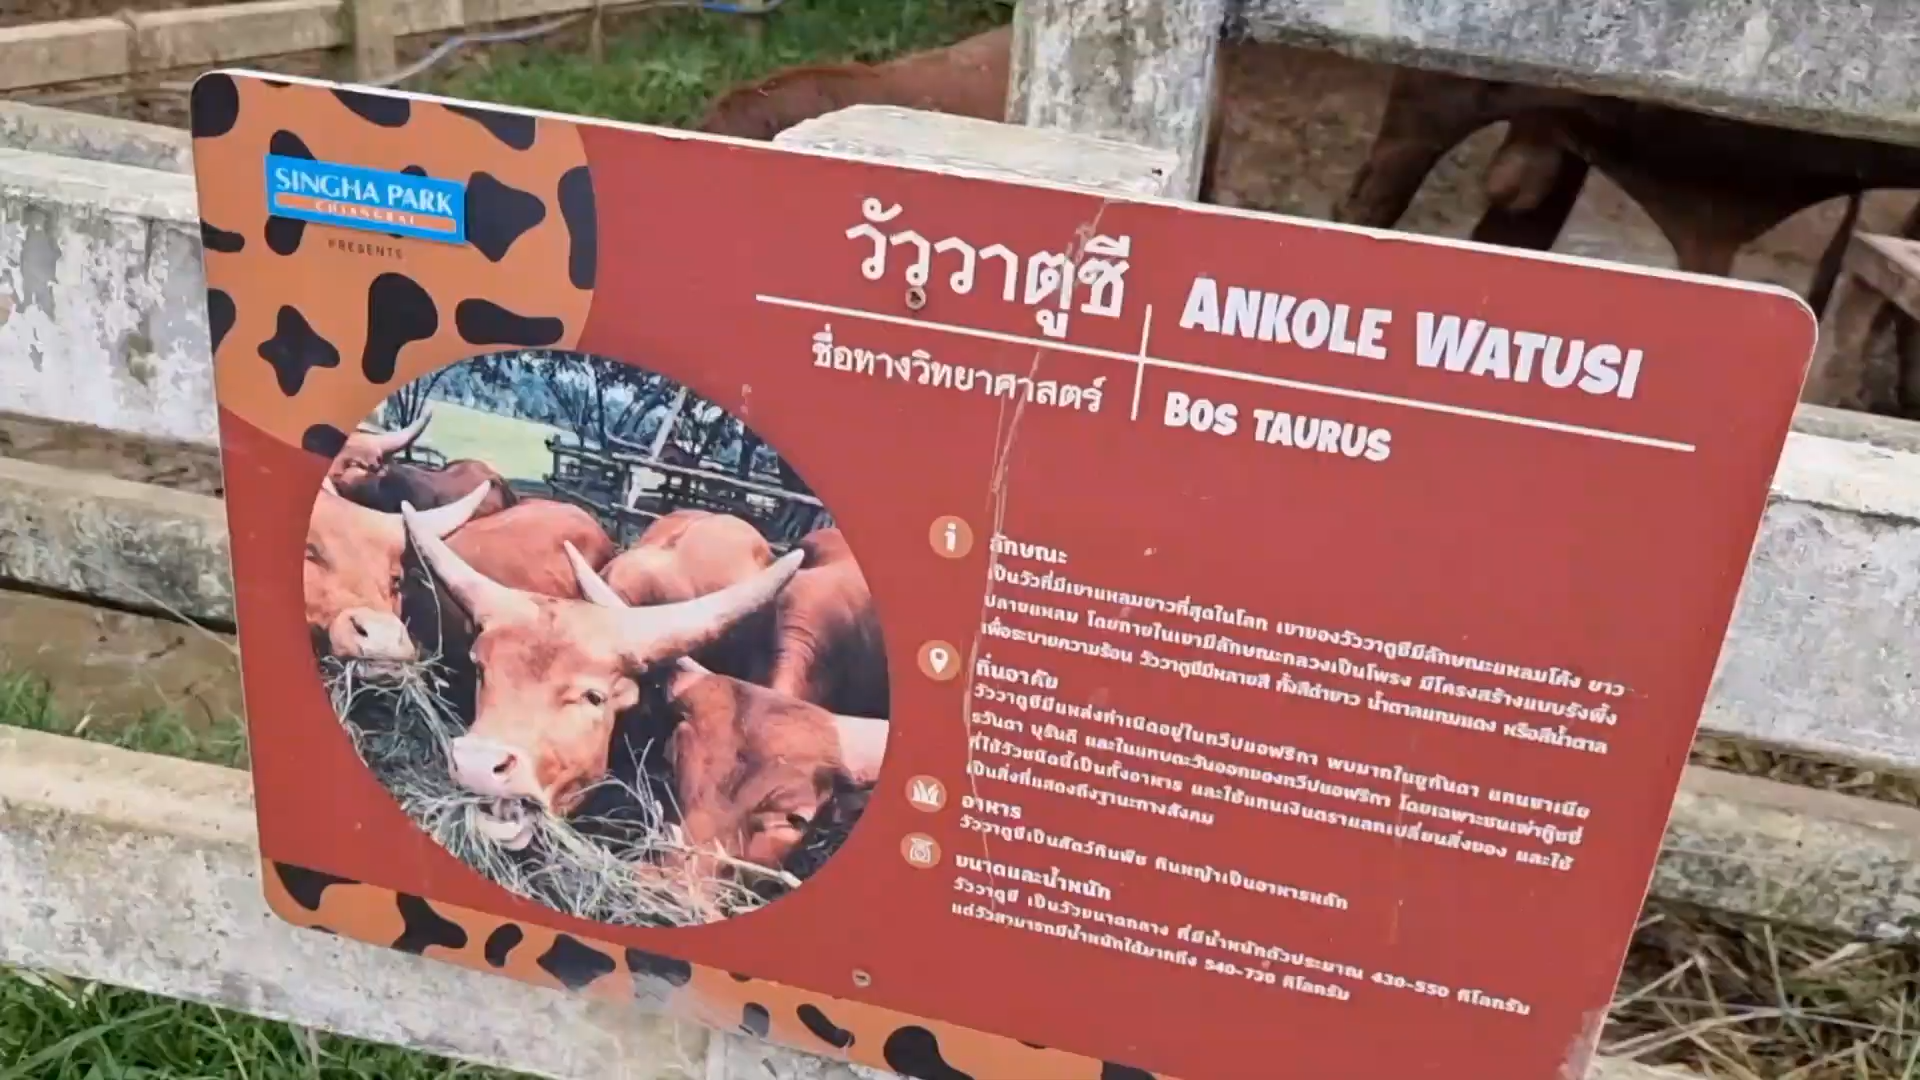 SINGHA PARK
CHIANGRAI
PRESENTS
วัววาตูซี
ANKOLE WATUSI
ชื่อทางวิทยาศาสตร์
BOS TAURUS
ลักษณะ
เป็นวัวที่มีเขาแหลมยาวที่สุดในโลก เขาของวัววาตูซีมีลักษณะแหลมโค้ง ยาว
ปลายแหลม โดยภายในเขามีลักษณะกลวงเป็นโพรง มีโครงสร้างแบบรังผึ้ง
เพื่อระบายความร้อน วัววาตูซีมีหลายสี ทั้งสีดำขาว น้ำตาลแกมแดง หรือสีน้ำตาล
ถิ่นอาศัย
วัววาตูซีมีแหล่งกำเนิดอยู่ในทวีปแอฟริกา พบมากในยูกันดา แทนซาเนีย
รวันดา บุรันดี และในแถบตะวันออกของทวีปแอฟริกา โดยเฉพาะชนเผ่าตุ๊ซซี่
ที่ใช้วัวชนิดนี้เป็นทั้งอาหาร และใช้แทนเงินตราแลกเปลี่ยนสิ่งของ และใช้
เป็นสิ่งที่แสดงถึงฐานะทางสังคม
อาหาร
วัววาตูซีเป็นสัตว์กินพืช กินหญ้าเป็นอาหารหลัก
ขนาดและน้ำหนัก
วัววาตูซี เป็นวัวขนาดกลาง ที่มีน้ำหนักตัวประมาณ 430-550 กิโลกรัม
แต่วัวสามารถมีน้ำหนักได้มากถึง 540-730 กิโลกรัม